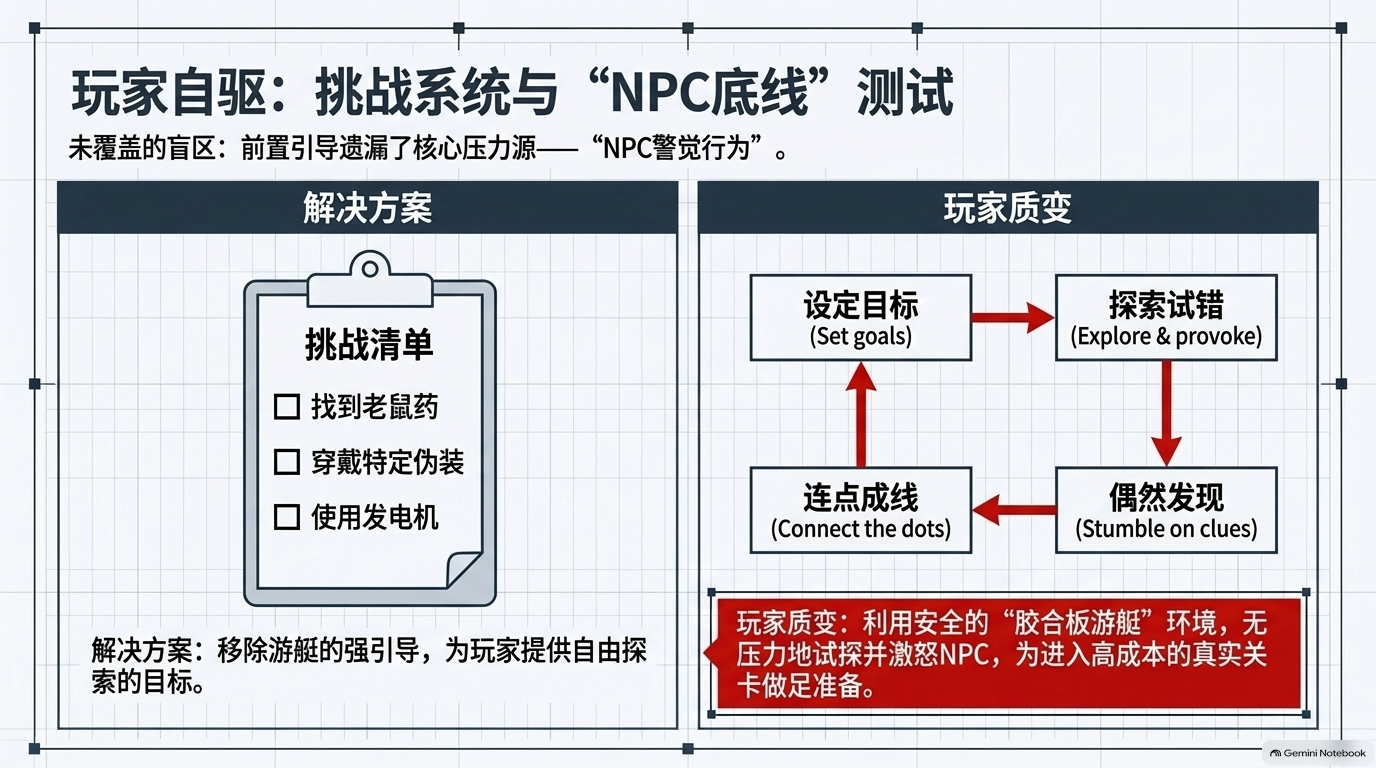 玩家自驱：挑战系统与“NPC底线”测试
未覆盖的盲区：前置引导遗漏了核心压力源——“NPC警觉行为”。
解决方案
挑战清单
找到老鼠药
穿戴特定伪装
使用发电机
解决方案：移除游艇的强引导，为玩家提供自由探
索的目标。
玩家质变
设定目标
(Set goals)
探索试错
(Explore & provoke)
偶然发现
(Stumble on clues)
连点成线
(Connect the dots)
玩家质变：利用安全的“胶合板游艇”环境，无
压力地试探并激怒NPC，为进入高成本的真实关
卡做足准备。
Gemini Notebook